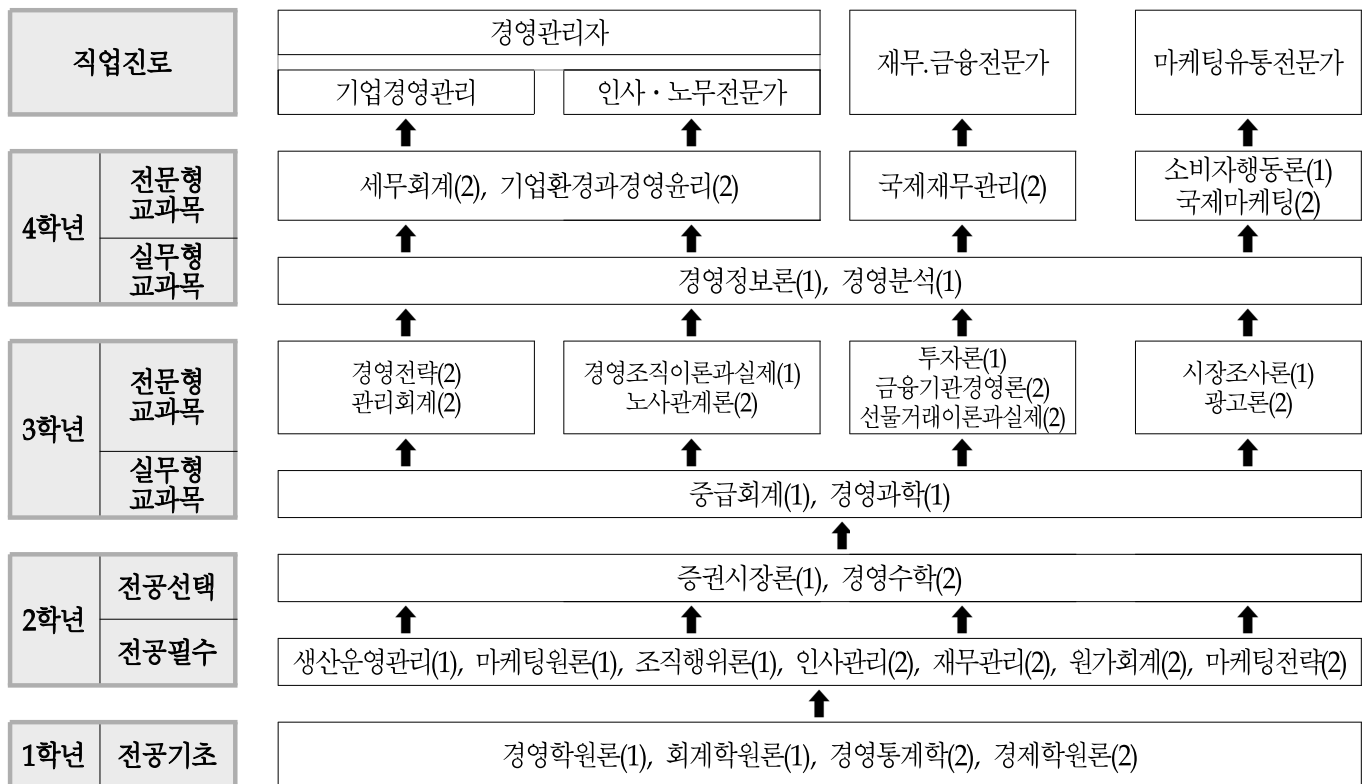 직업진로
경영관리자
기업경영관리
인사・노무전문가
재무.금융전문가
마케팅유통전문가
4학년
전문형
교과목
세무회계(2), 기업환경과경영윤리(2)
국제재무관리(2)
소비자행동론(1)
국제마케팅(2)
실무형
교과목
경영정보론(1), 경영분석(1)
3학년
전문형
교과목
경영전략(2)
관리회계(2)
경영조직이론과실제(1)
노사관계론(2)
투자론(1)
금융기관경영론(2)
선물거래이론과실제(2)
시장조사론(1)
광고론(2)
실무형
교과목
중급회계(1), 경영과학(1)
2학년
전공선택
증권시장론(1), 경영수학(2)
전공필수
생산운영관리(1), 마케팅원론(1), 조직행위론(1), 인사관리(2), 재무관리(2), 원가회계(2), 마케팅전략(2)
1학년
전공기초
경영학원론(1), 회계학원론(1), 경영통계학(2), 경제학원론(2)